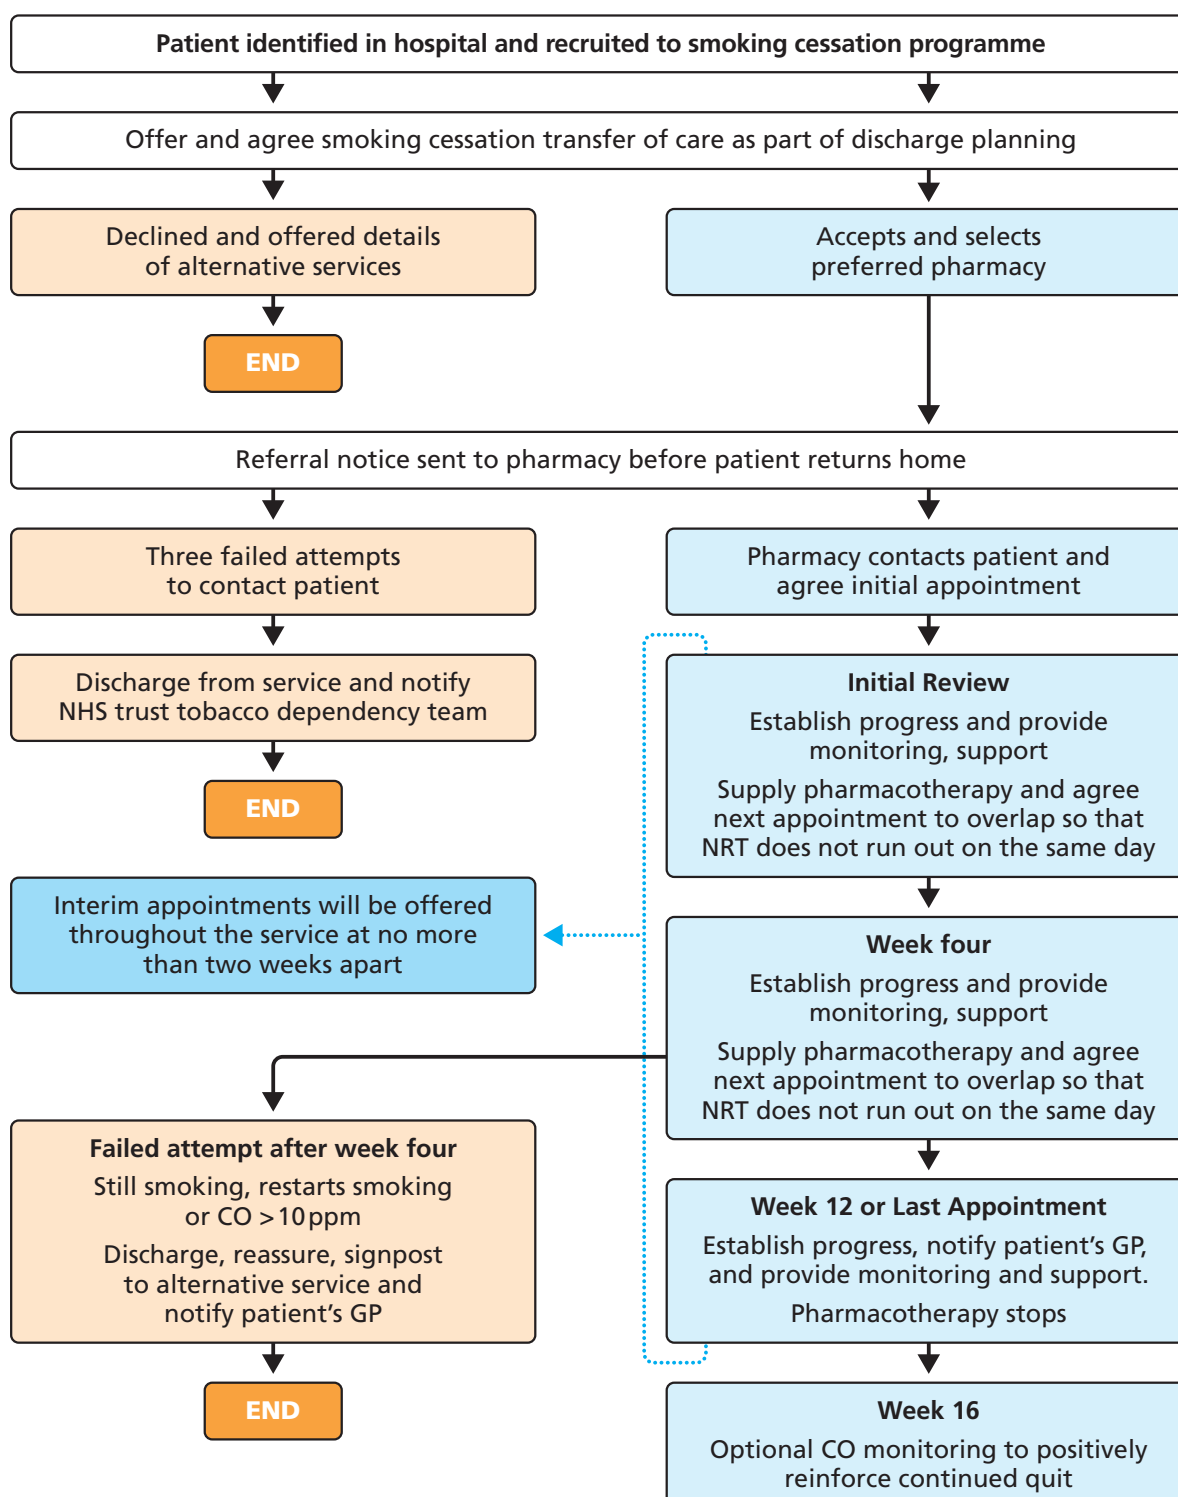 Patient identified in hospital and recruited to smoking cessation programme
Offer and agree smoking cessation transfer of care as part of discharge planning
Declined and offered details
of alternative services
Accepts and selects
preferred pharmacy
END
Referral notice sent to pharmacy before patient returns home
Three failed attempts
to contact patient
Pharmacy contacts patient and
agree initial appointment
Discharge from service and notify
NHS trust tobacco dependency team
END
Initial Review
Establish progress and provide
monitoring, support
Supply pharmacotherapy and agree
next appointment to overlap so that
NRT does not run out on the same day
Interim appointments will be offered
throughout the service at no more
than two weeks apart
Week four
Establish progress and provide
monitoring, support
Supply pharmacotherapy and agree
next appointment to overlap so that
NRT does not run out on the same day
Failed attempt after week four
Still smoking, restarts smoking
or CO >10 ppm
Discharge, reassure, signpost
to alternative service and
notify patient’s GP
END
Week 12 or Last Appointment
Establish progress, notify patient’s GP,
and provide monitoring and support.
Pharmacotherapy stops
Week 16
Optional CO monitoring to positively
reinforce continued quit